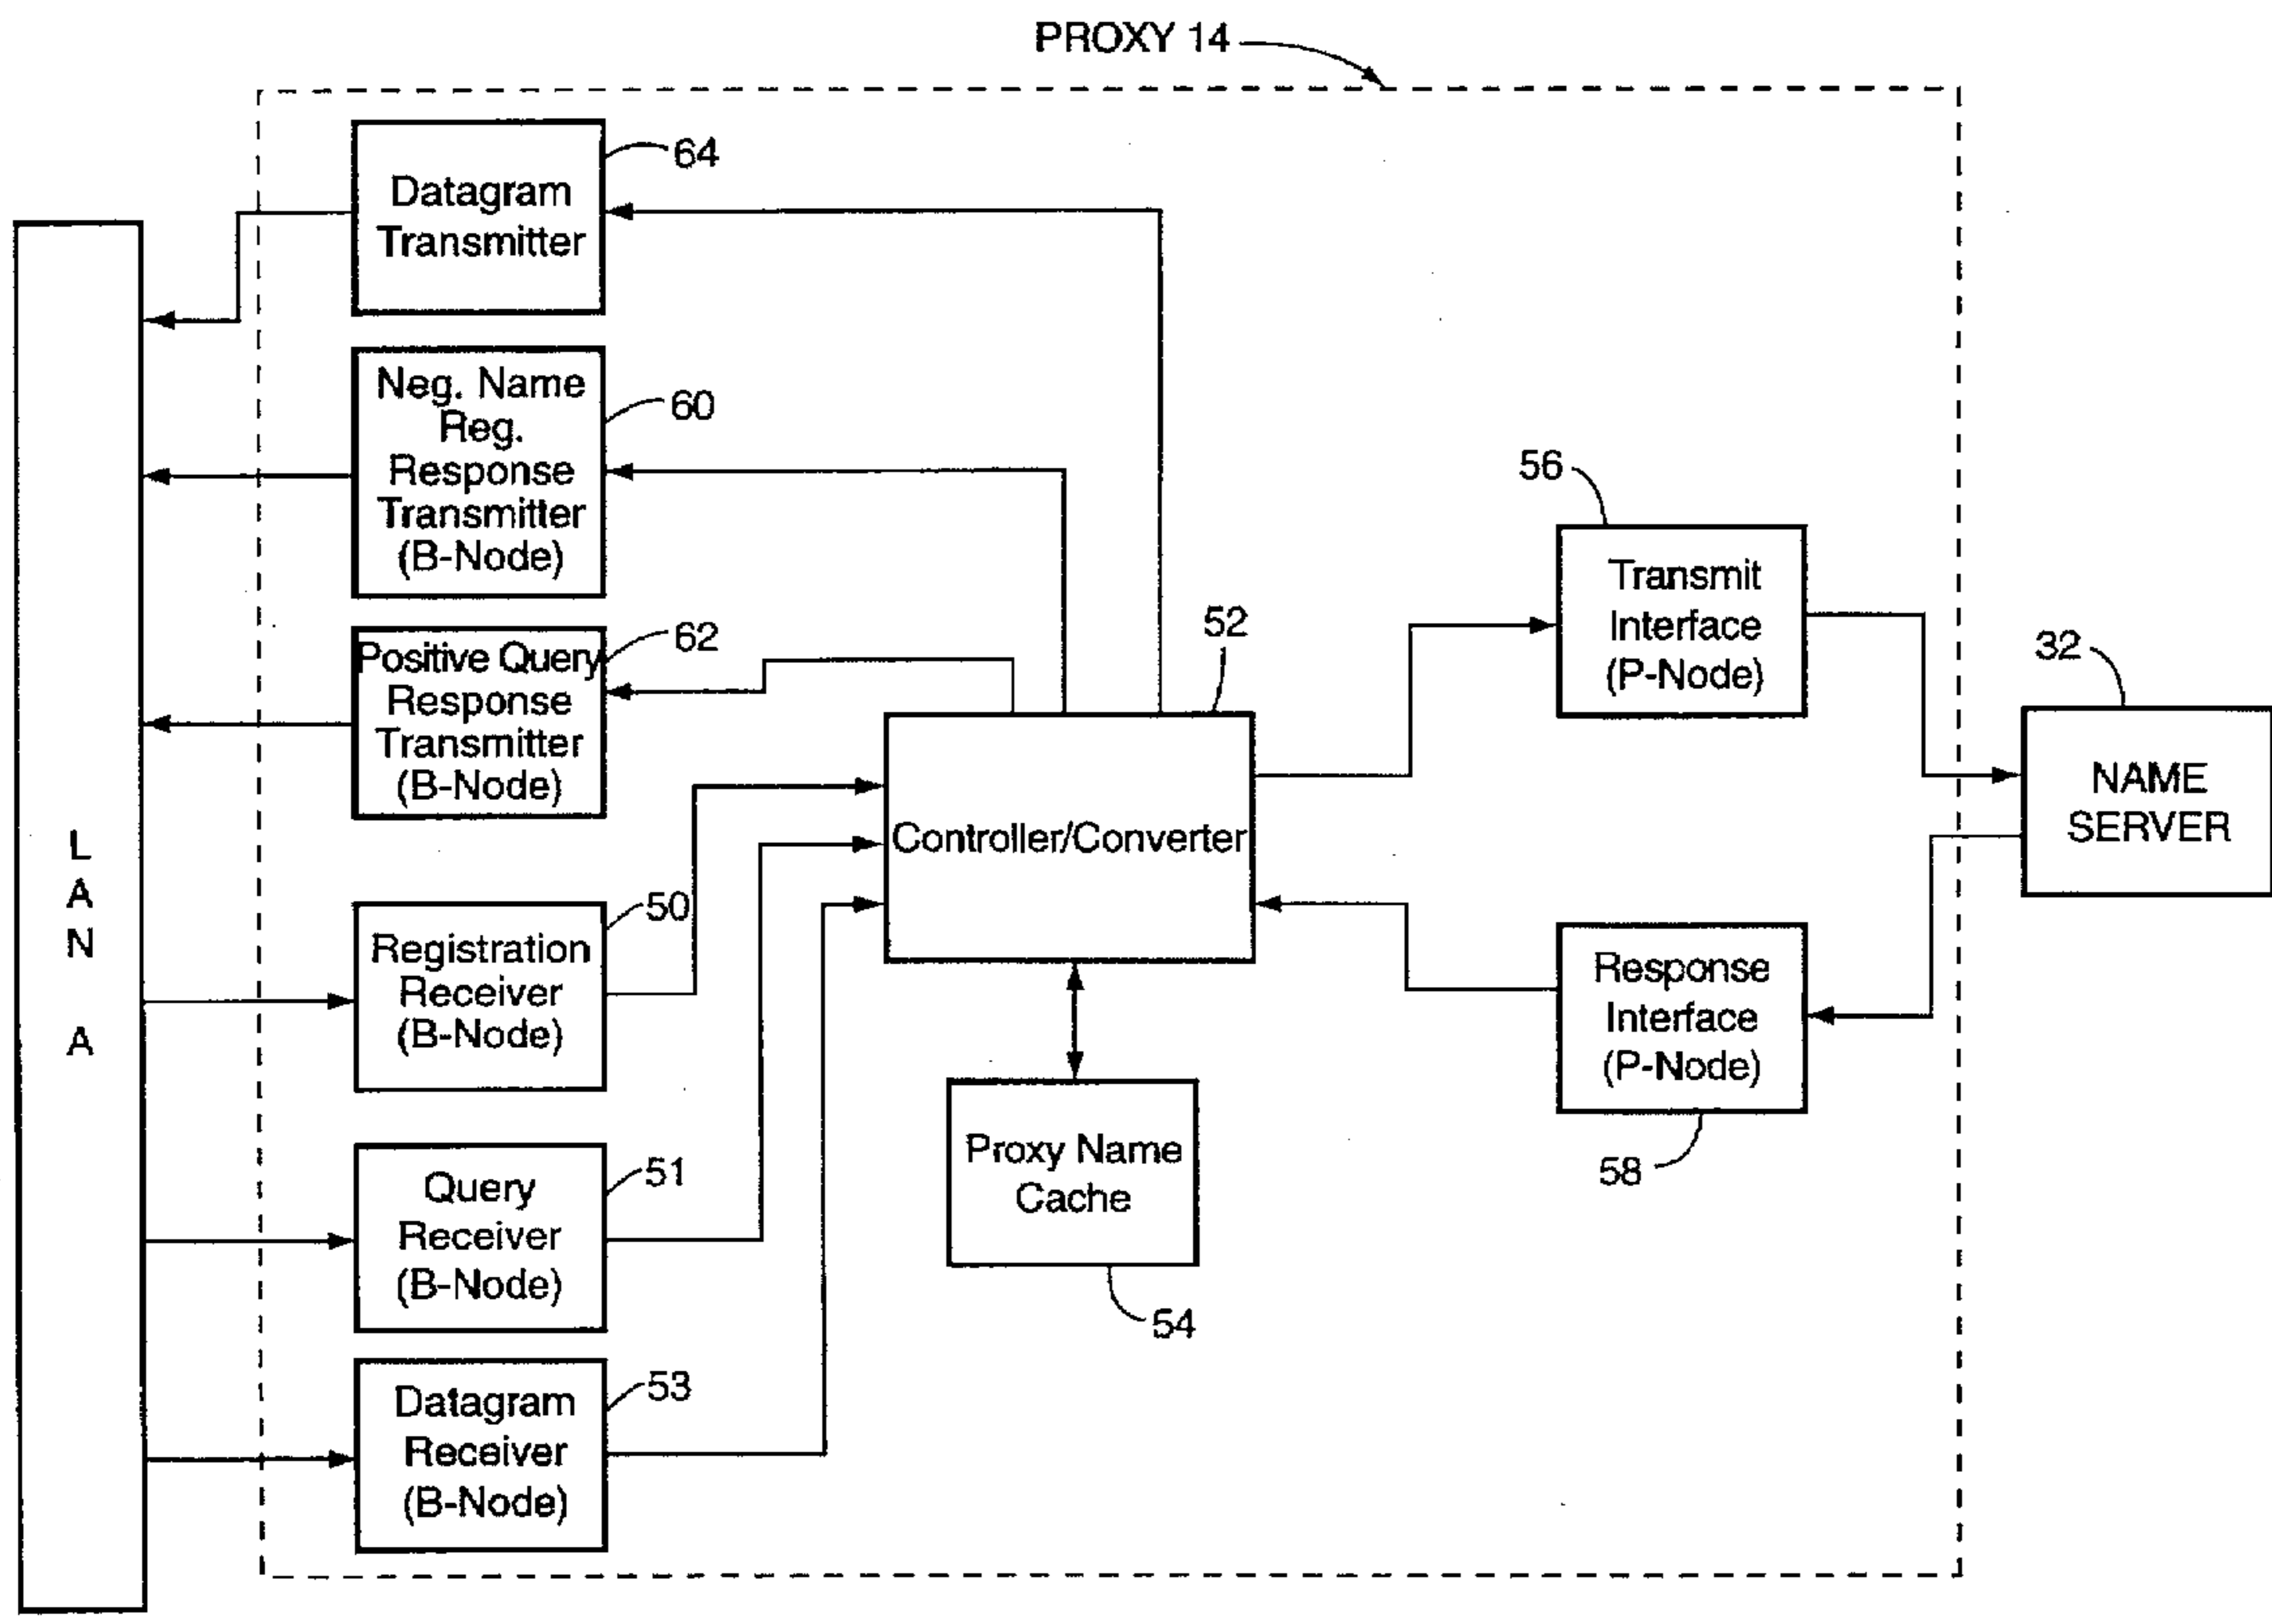 PROXY 14
64
Datagram
Transmitter
Neg. Name
Reg.
Response
Transmitter
(B-Node)
60
Positive Query
Response
Transmitter
(B-Node)
62
50
Registration
Receiver
(B-Node)
51
Query
Receiver
(B-Node)
53
Datagram
Receiver
(B-Node)
L
A
N
A
52
Controller/Converter
Proxy Name
Cache
54
56
Transmit
Interface
(P-Node)
32
NAME
SERVER
Response
Interface
(P-Node)
58